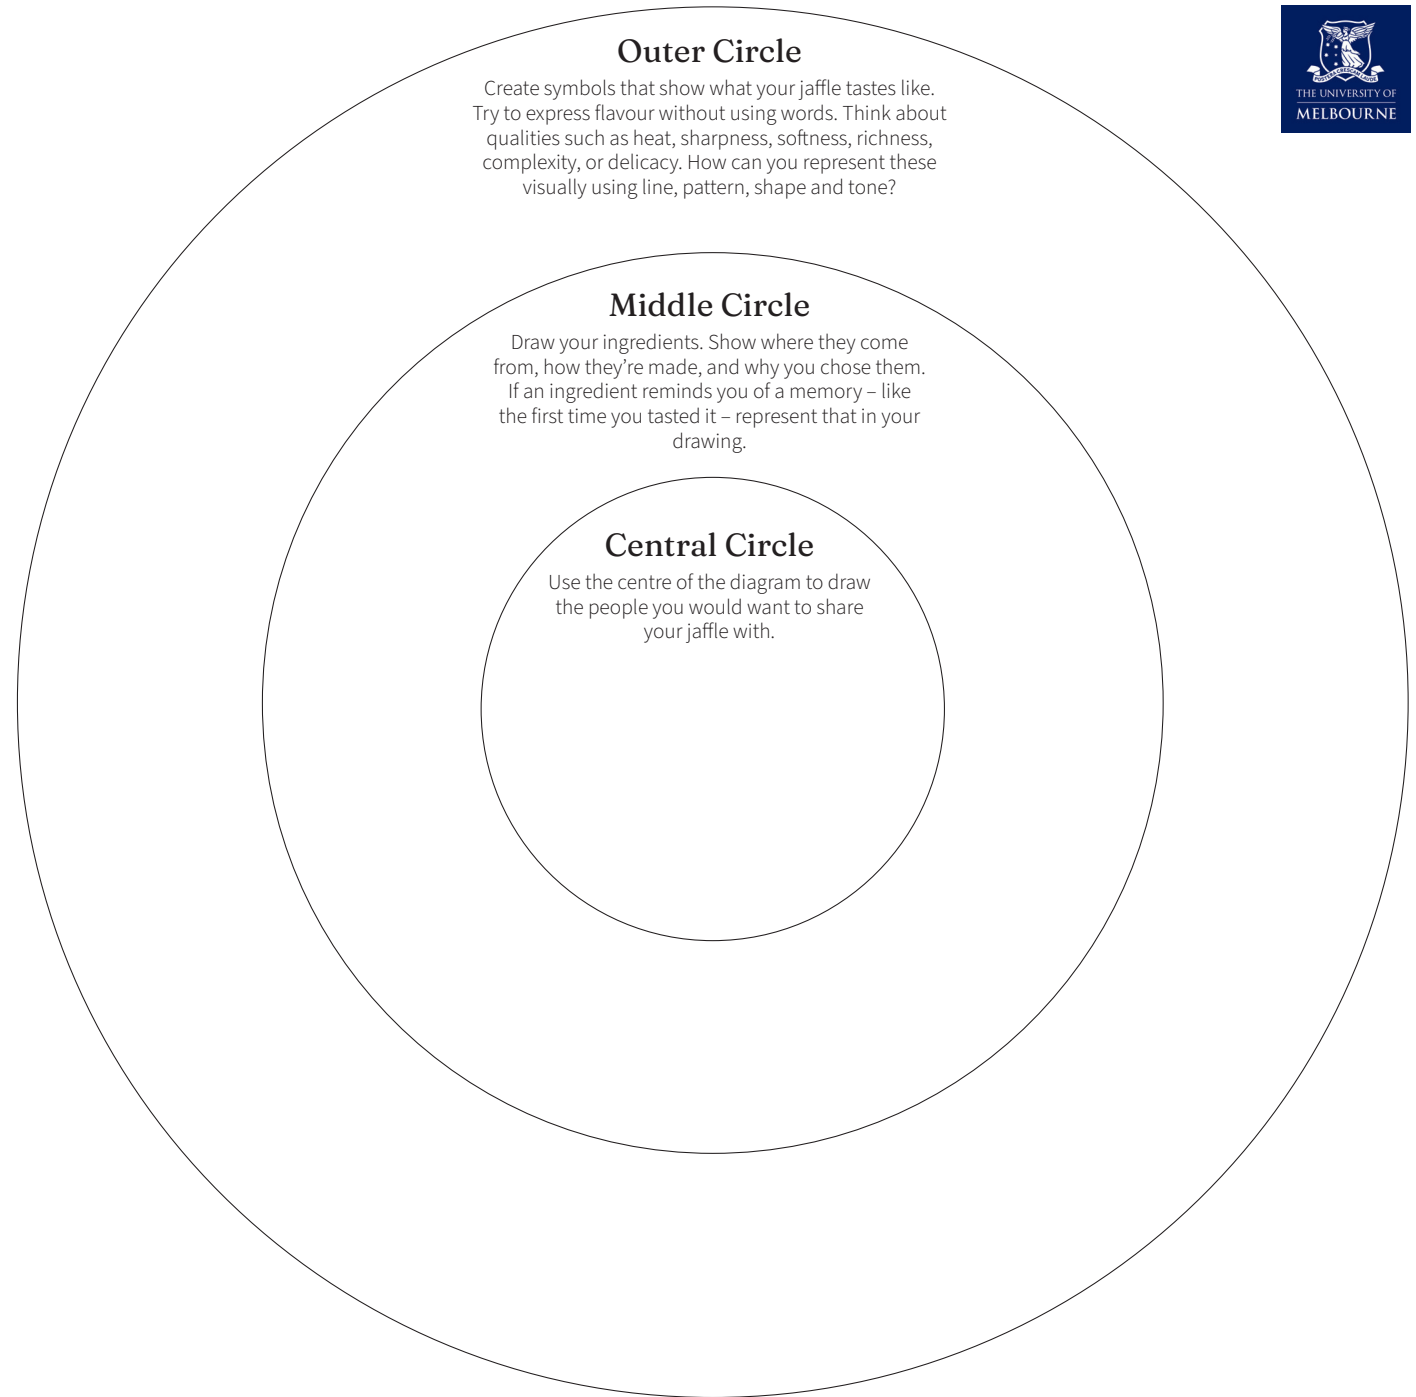 Outer Circle
Create symbols that show what your jaffle tastes like.
Try to express flavour without using words. Think about
qualities such as heat, sharpness, softness, richness,
complexity, or delicacy. How can you represent these
visually using line, pattern, shape and tone?
THE UNIVERSITY OF
MELBOURNE
Middle Circle
Draw your ingredients. Show where they come
from, how they’re made, and why you chose them.
If an ingredient reminds you of a memory – like
the first time you tasted it – represent that in your
drawing.
Central Circle
Use the centre of the diagram to draw
the people you would want to share
your jaffle with.